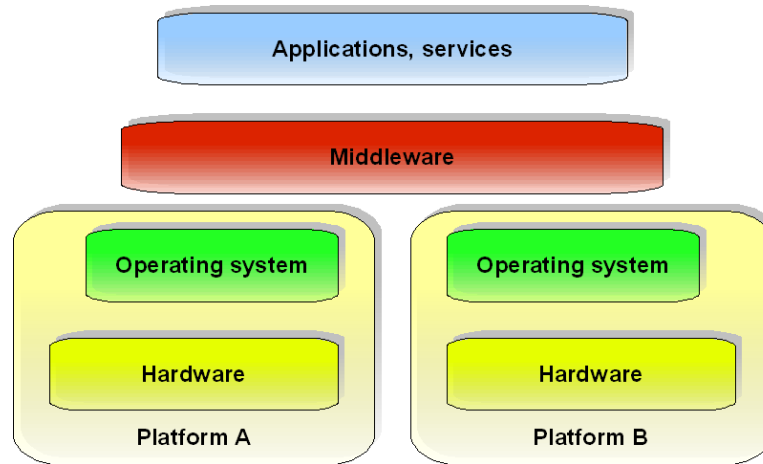 Applications, services
Middleware
Operating system
Operating system
Hardware
Hardware
Platform A
Platform B